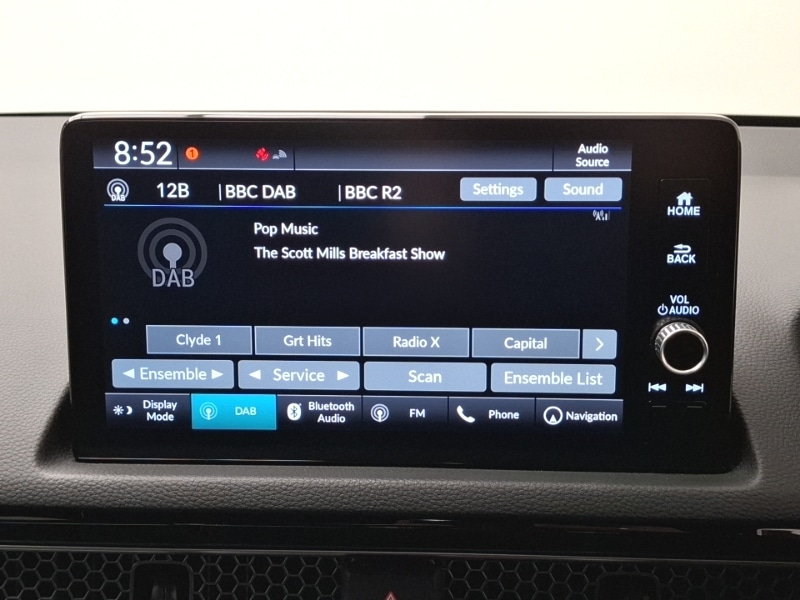 8:52
1
Audio
Source
DAB
12B | BBC DAB | BBC R2
Settings
Sound
HOME
Pop Music
The Scott Mills Breakfast Show
BACK
DAB
VOL
AUDIO
Clyde 1
Grt Hits
Radio X
Capital
Ensemble
Service
Scan
Ensemble List
Display
Mode
DAB
Bluetooth
Audio
FM
Phone
Navigation